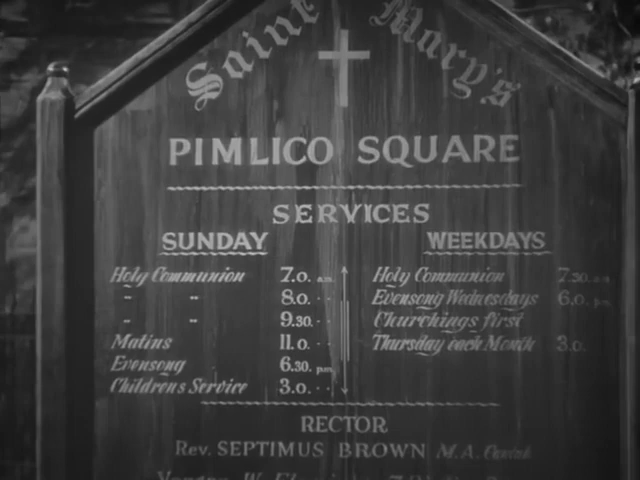 Saint Mary's
PIMLICO SQUARE
SERVICES
SUNDAY
Holy Communion 7.0. a.m.
" " 8.0. " "
" " 9.30. " "
Matins 11.0. " "
Evensong 6.30. p.m.
Childrens Service 3.0. " "
WEEKDAYS
Holy Communion 7.30. a.m.
Evensong Wednesdays 6.0. p.m.
Churchings first
Thursday each Month 3.0.
RECTOR
Rev. SEPTIMUS BROWN M.A.